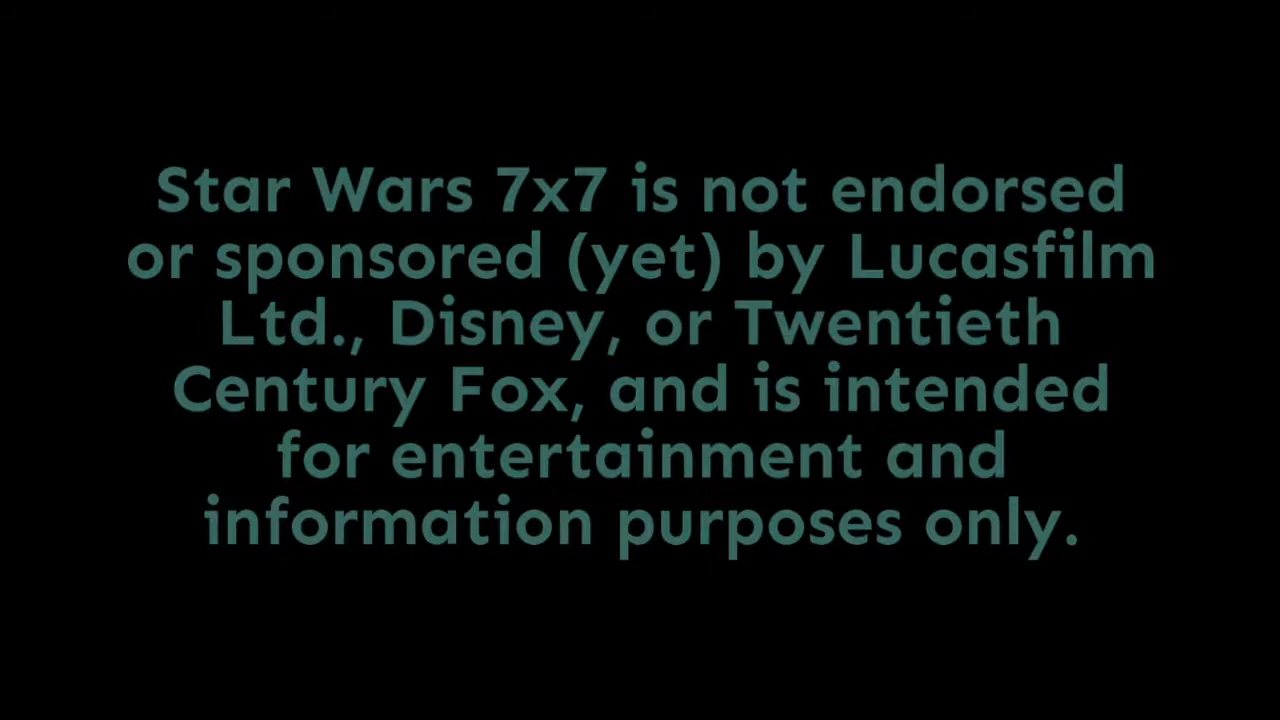 Star Wars 7x7 is not endorsed
or sponsored (yet) by Lucasfilm
Ltd., Disney, or Twentieth
Century Fox, and is intended
for entertainment and
information purposes only.